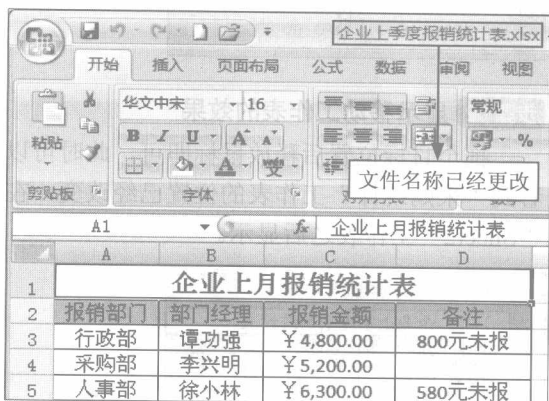 企业上季度报销统计表.xlsx
开始 插入 页面布局 公式 数据 审阅 视图
华文中宋 16 常规
粘贴 B I U A A %
A 文件名称已经更改
剪贴板 字体
A1 fx 企业上月报销统计表
A B C D
1 企业上月报销统计表
2 报销部门 部门经理 报销金额 备注
3 行政部 谭功强 ￥4,800.00 800元未报
4 采购部 李兴明 ￥5,200.00
5 人事部 徐小林 ￥6,300.00 580元未报